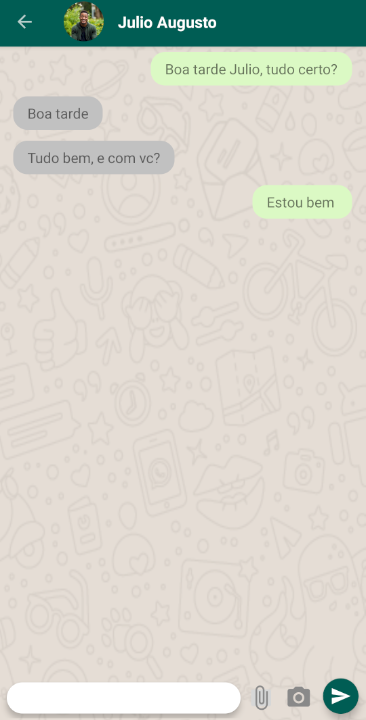 Julio Augusto
Boa tarde Julio, tudo certo?
Boa tarde
Tudo bem, e com vc?
Estou bem